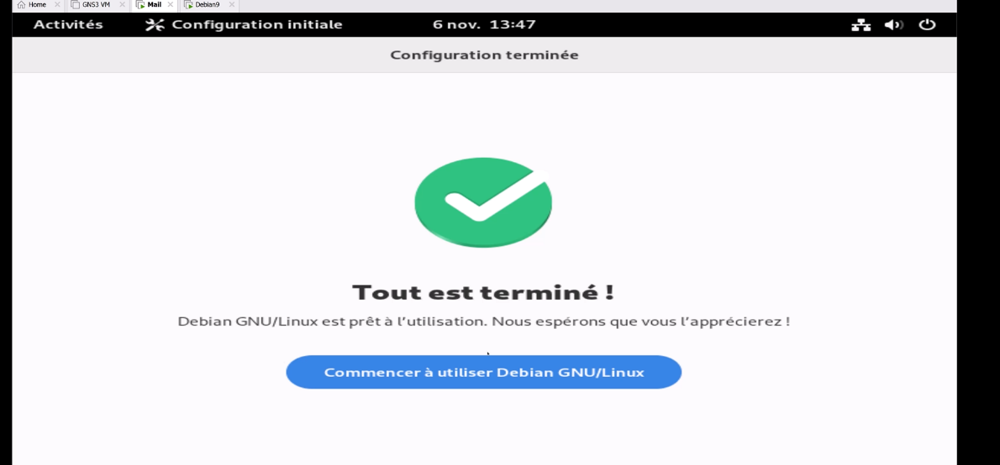 Home GNS3 VM Mail Debian9
Activités Configuration initiale 6 nov. 13:47
Configuration terminée
Tout est terminé !
Debian GNU/Linux est prêt à l’utilisation. Nous espérons que vous l’apprécierez !
Commencer à utiliser Debian GNU/Linux